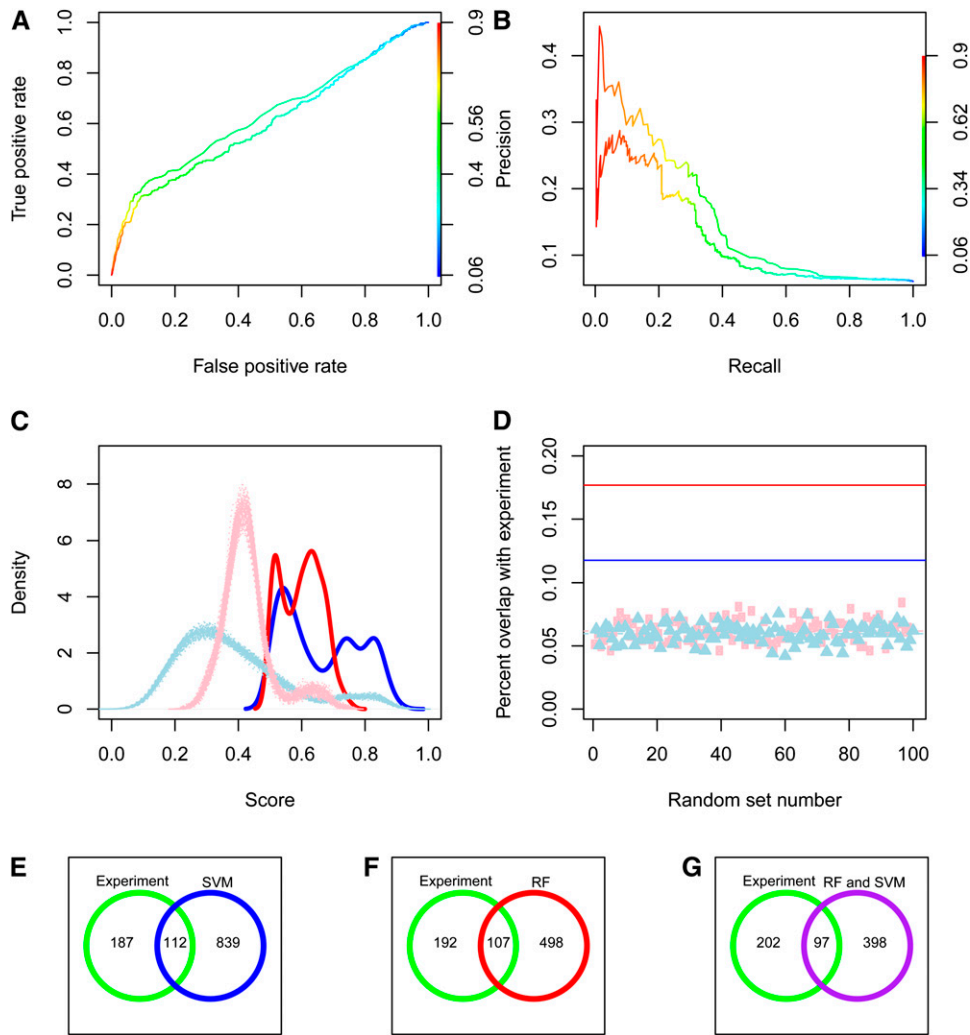 A
True positive rate
1.0
0.8
0.6
0.4
0.2
0.0
0.0 0.2 0.4 0.6 0.8 1.0
False positive rate
0.9
0.56
0.4
0.06
B
Precision
0.4
0.3
0.2
0.1
0.0 0.2 0.4 0.6 0.8 1.0
Recall
0.9
0.62
0.34
0.06
C
Density
8
6
4
2
0
0.0 0.2 0.4 0.6 0.8 1.0
Score
D
Percent overlap with experiment
0.20
0.15
0.10
0.05
0.00
0 20 40 60 80 100
Random set number
E
Experiment SVM
187 112 839
F
Experiment RF
192 107 498
G
Experiment RF and SVM
202 97 398